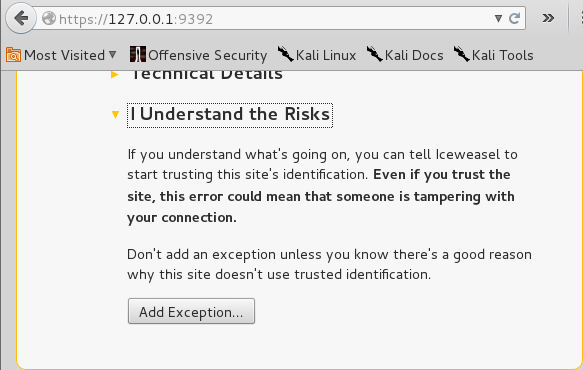 https://127.0.0.1:9392
Most Visited Offensive Security Kali Linux Kali Docs Kali Tools
Technical Details
I Understand the Risks
If you understand what's going on, you can tell Iceweasel to
start trusting this site's identification. Even if you trust the
site, this error could mean that someone is tampering with
your connection.
Don't add an exception unless you know there's a good reason
why this site doesn't use trusted identification.
Add Exception...